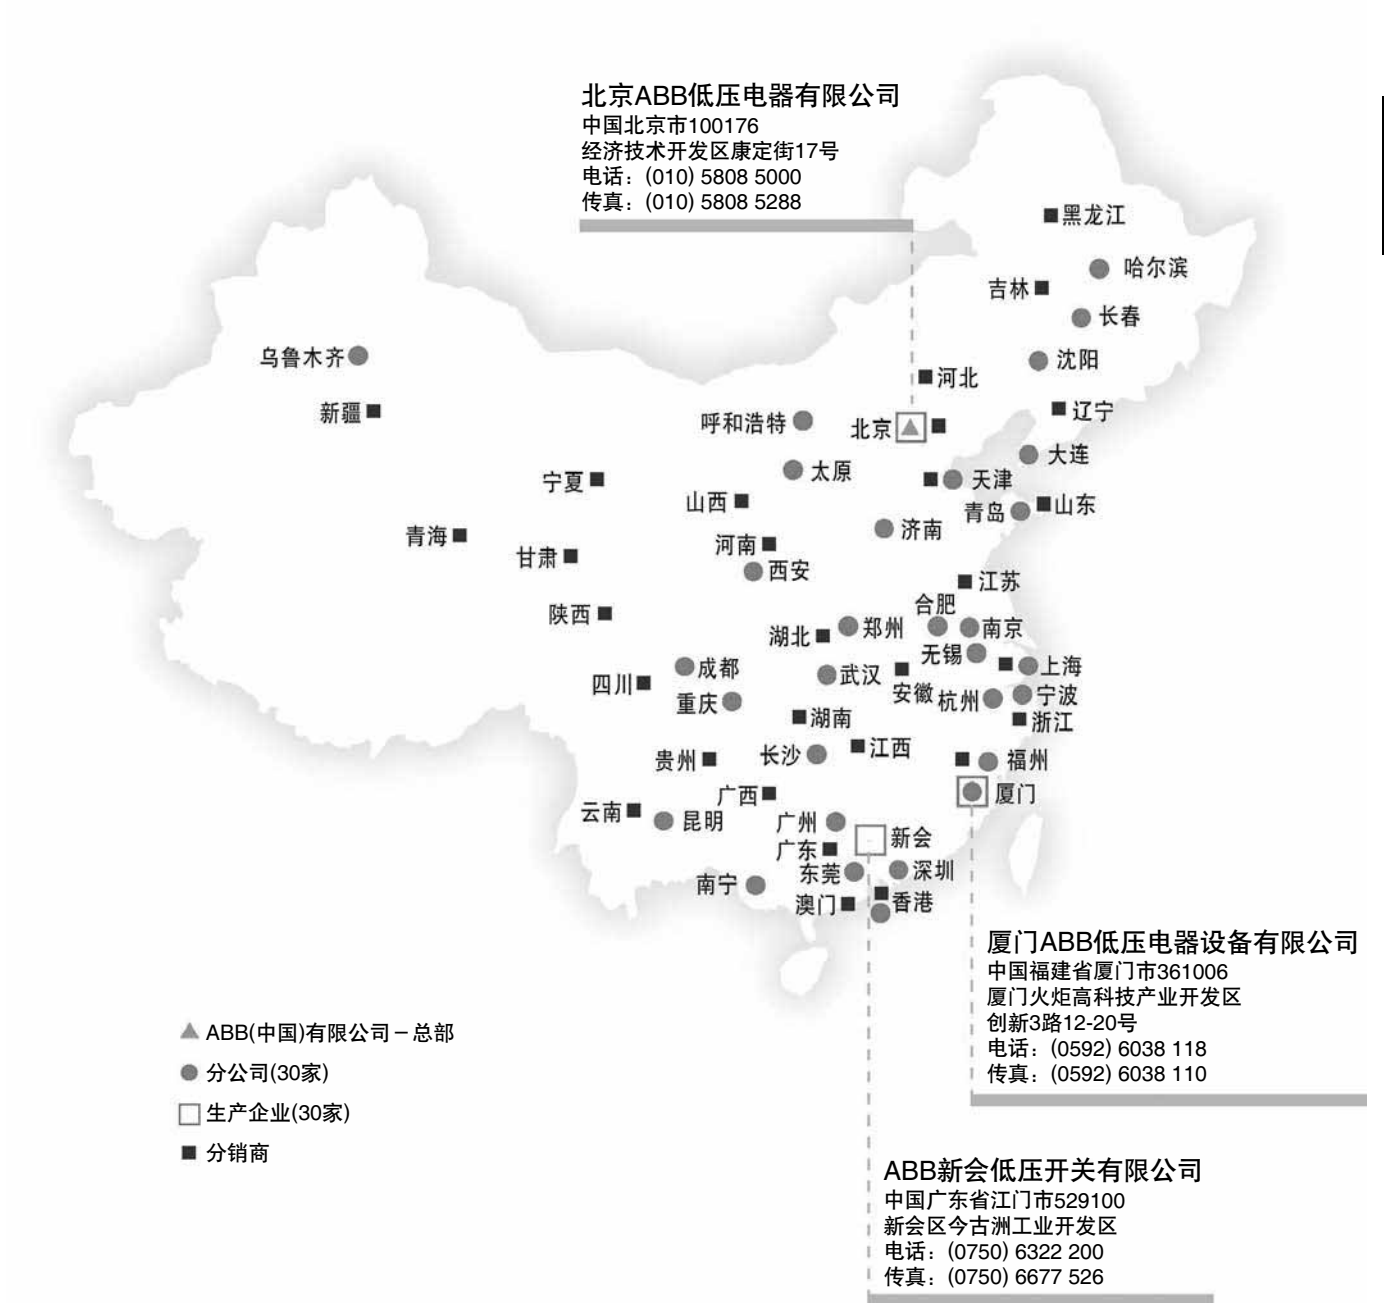 北京ABB低压电器有限公司
中国北京市100176
经济技术开发区康定街17号
电话：(010) 5808 5000
传真：(010) 5808 5288
黑龙江
哈尔滨
吉林
长春
乌鲁木齐
沈阳
河北
新疆
辽宁
呼和浩特
北京
大连
太原
宁夏
天津
山西
山东
青岛
青海
济南
河南
甘肃
西安
江苏
合肥
陕西
湖北
郑州
南京
无锡
成都
武汉
上海
四川
安徽
杭州
宁波
重庆
湖南
浙江
长沙
江西
贵州
福州
广西
厦门
云南
昆明
广州
新会
广东
东莞
深圳
南宁
澳门
香港
厦门ABB低压电器设备有限公司
中国福建省厦门市361006
厦门火炬高科技产业开发区
创新3路12-20号
电话：(0592) 6038 118
传真：(0592) 6038 110
ABB(中国)有限公司－总部
分公司(30家)
生产企业(30家)
分销商
ABB新会低压开关有限公司
中国广东省江门市529100
新会区今古洲工业开发区
电话：(0750) 6322 200
传真：(0750) 6677 526